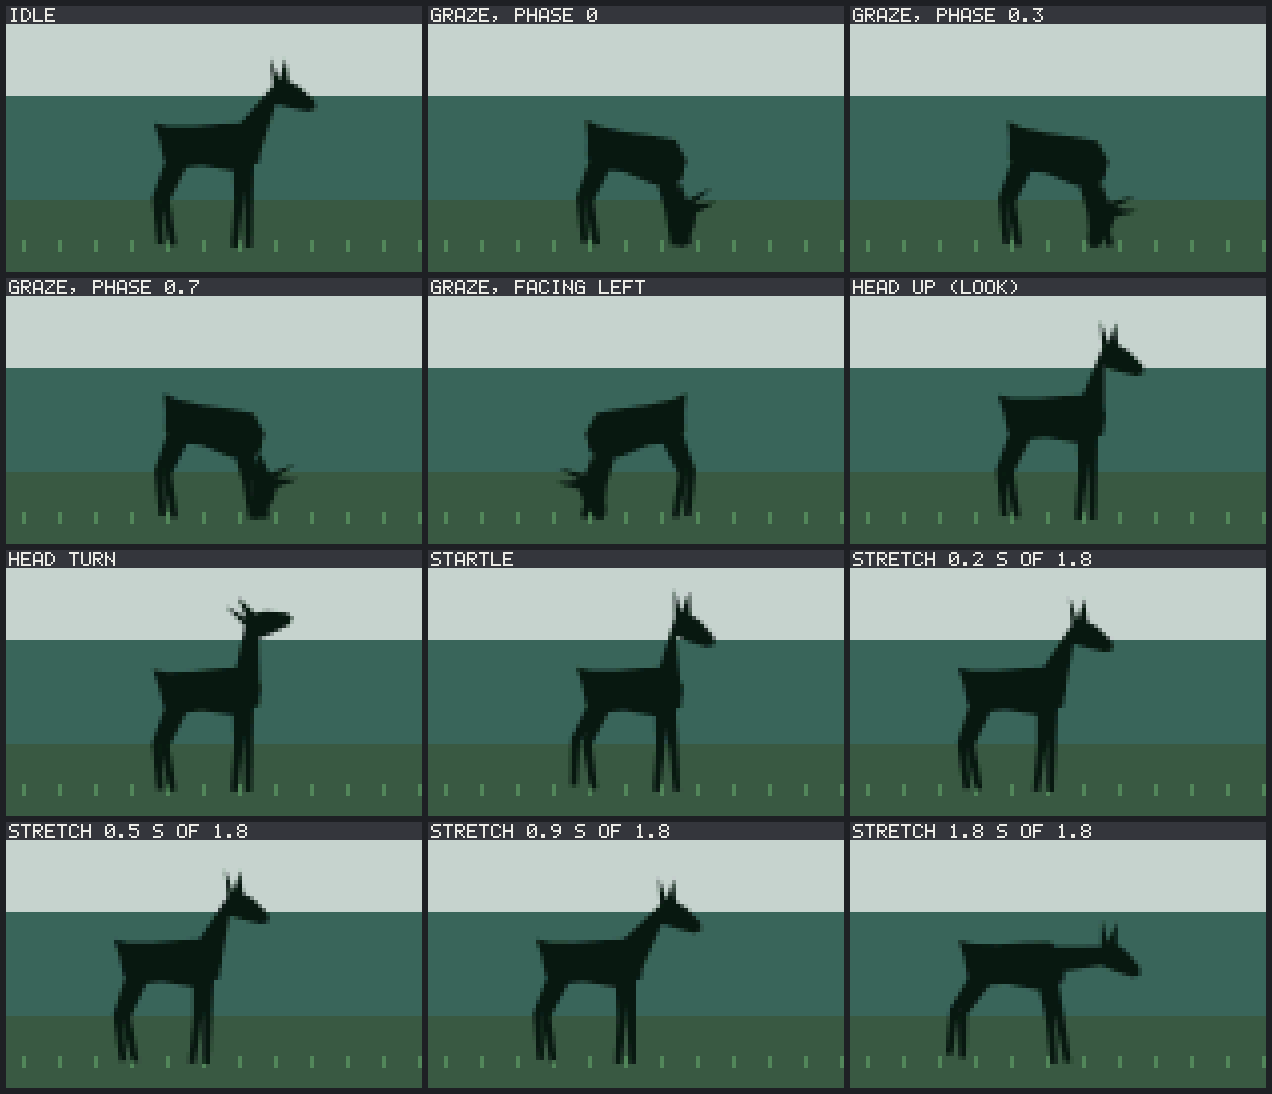 IDLE
GRAZE, PHASE 0
GRAZE, PHASE 0.3
GRAZE, PHASE 0.7
GRAZE, FACING LEFT
HEAD UP (LOOK)
HEAD TURN
STARTLE
STRETCH 0.2 S OF 1.8
STRETCH 0.5 S OF 1.8
STRETCH 0.9 S OF 1.8
STRETCH 1.8 S OF 1.8